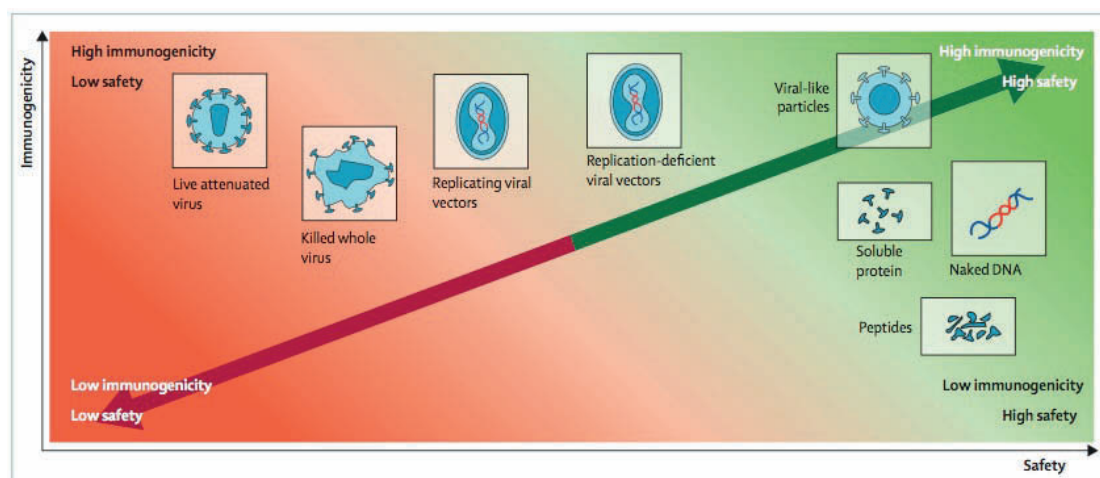 Immunogenicity
High immunogenicity
Low safety
Live attenuated
virus
Killed whole
virus
Replicating viral
vectors
Replication-deficient
viral vectors
Viral-like
particles
High immunogenicity
High safety
Soluble
protein
Naked DNA
Peptides
Low immunogenicity
Low safety
Low immunogenicity
High safety
Safety